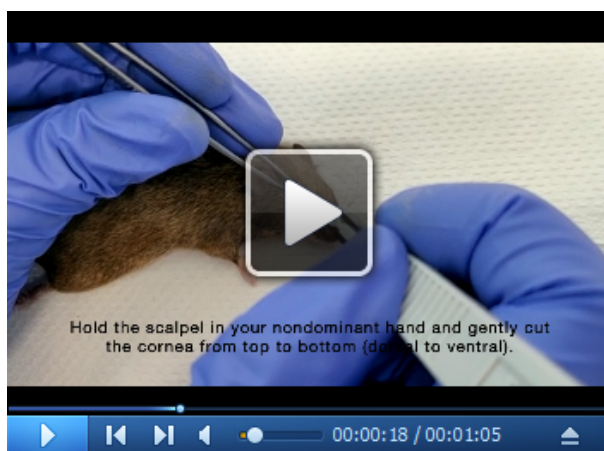 Hold the scalpel in your nondominant hand and gently cut
the cornea from top to bottom (dorsal to ventral).
00:00:18 / 00:01:05